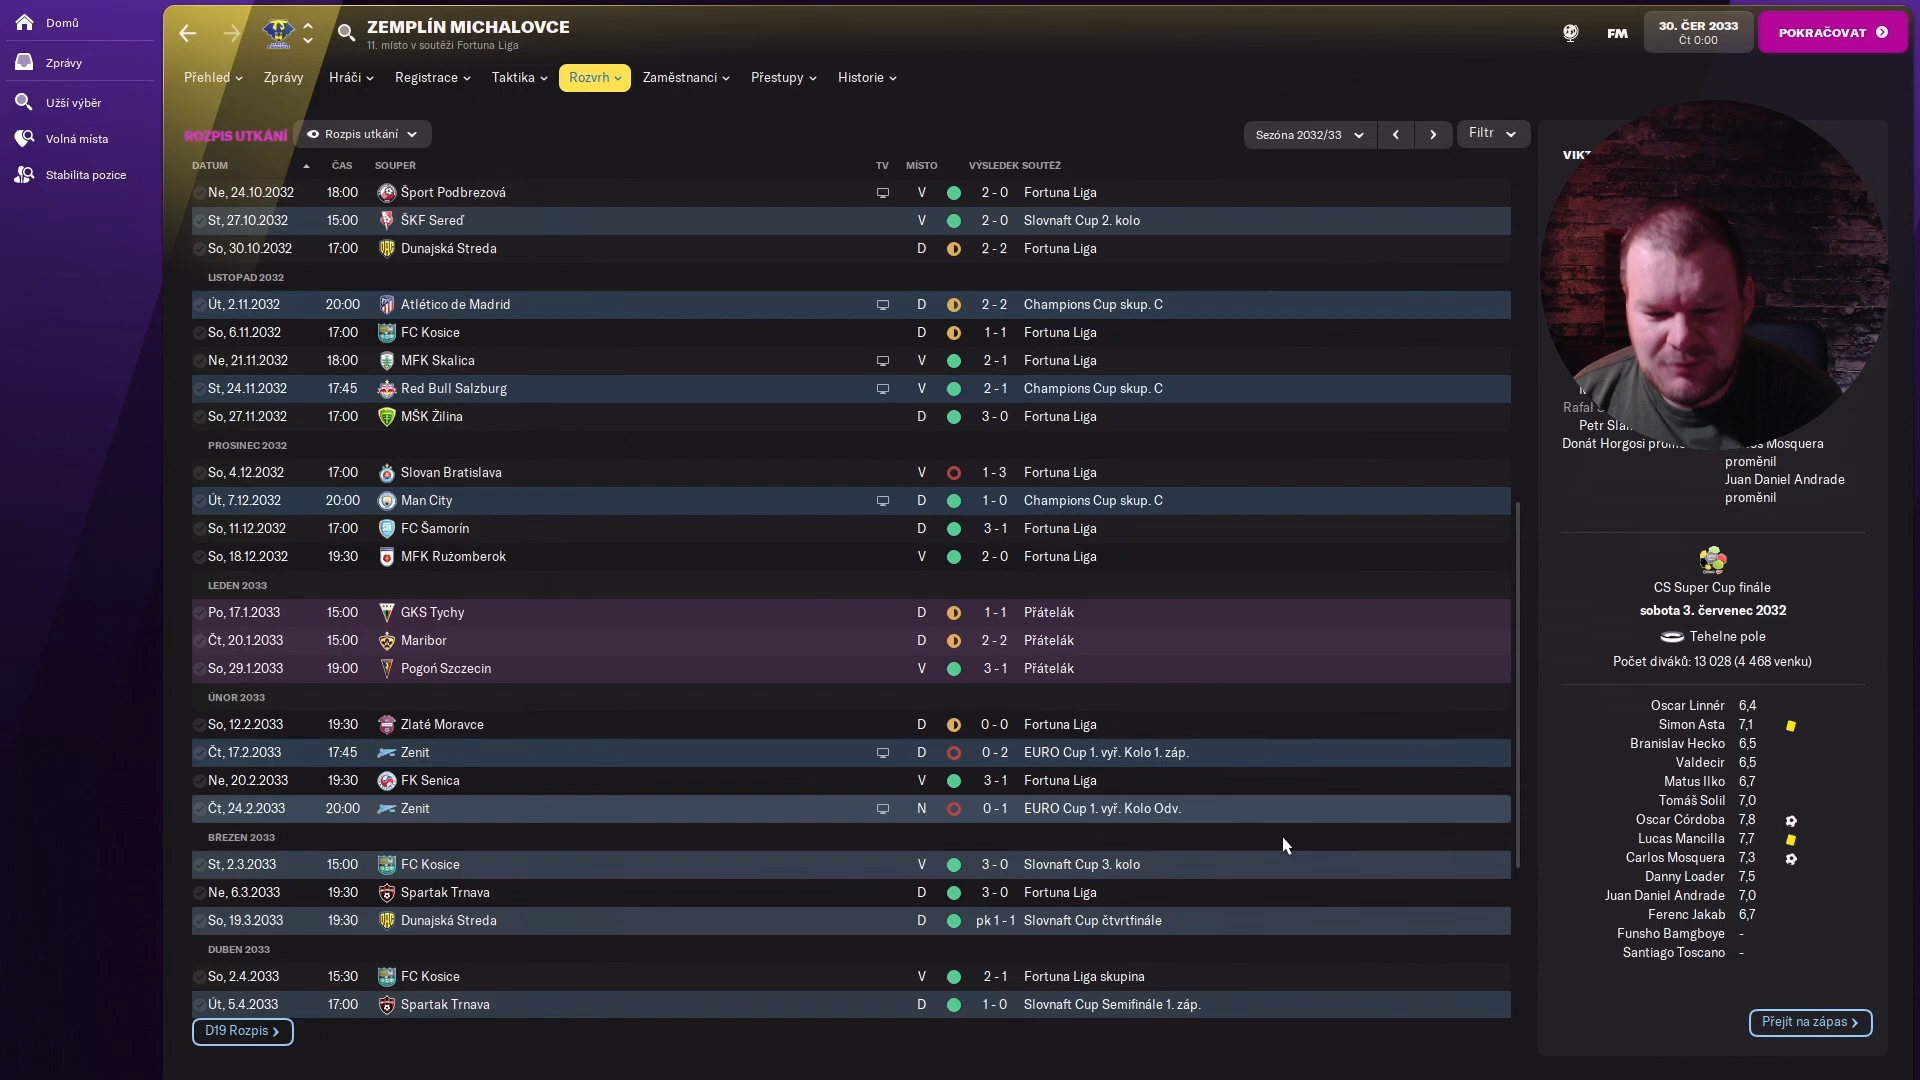 Domů
Zprávy
Užší výběr
Volná místa
Stabilita pozice
ZEMPLÍN MICHALOVCE
11. místo v soutěži Fortuna Liga
FM
30. ČER 2033
Čt 0:00
POKRAČOVAT
Přehled
Zprávy
Hráči
Registrace
Taktika
Rozvrh
Zaměstnanci
Přestupy
Historie
ROZPIS UTKÁNÍ
Rozpis utkání
Sezóna 2032/33
Filtr
DATUM ČAS SOUPEŘ TV MÍSTO VÝSLEDEK SOUTĚŽ
Ne, 24.10.2032 18:00 Šport Podbrezová V 2 - 0 Fortuna Liga
St, 27.10.2032 15:00 ŠKF Sereď V 2 - 0 Slovnaft Cup 2. kolo
So, 30.10.2032 17:00 Dunajská Streda D 2 - 2 Fortuna Liga
LISTOPAD 2032
Út, 2.11.2032 20:00 Atlético de Madrid D 2 - 2 Champions Cup skup. C
So, 6.11.2032 17:00 FC Kosice D 1 - 1 Fortuna Liga
Ne, 21.11.2032 18:00 MFK Skalica V 2 - 1 Fortuna Liga
St, 24.11.2032 17:45 Red Bull Salzburg V 2 - 1 Champions Cup skup. C
So, 27.11.2032 17:00 MŠK Žilina D 3 - 0 Fortuna Liga
PROSINEC 2032
So, 4.12.2032 17:00 Slovan Bratislava V 1 - 3 Fortuna Liga
Út, 7.12.2032 20:00 Man City D 1 - 0 Champions Cup skup. C
So, 11.12.2032 17:00 FC Šamorín D 3 - 1 Fortuna Liga
So, 18.12.2032 19:30 MFK Ružomberok V 2 - 0 Fortuna Liga
LEDEN 2033
Po, 17.1.2033 15:00 GKS Tychy D 1 - 1 Přátelák
Čt, 20.1.2033 15:00 Maribor D 2 - 2 Přátelák
So, 29.1.2033 19:00 Pogoń Szczecin V 3 - 1 Přátelák
ÚNOR 2033
So, 12.2.2033 19:30 Zlaté Moravce D 0 - 0 Fortuna Liga
Čt, 17.2.2033 17:45 Zenit D 0 - 2 EURO Cup 1. vyř. Kolo 1. záp.
Ne, 20.2.2033 19:30 FK Senica V 3 - 1 Fortuna Liga
Čt, 24.2.2033 20:00 Zenit N 0 - 1 EURO Cup 1. vyř. Kolo Odv.
BŘEZEN 2033
St, 2.3.2033 15:00 FC Kosice V 3 - 0 Slovnaft Cup 3. kolo
Ne, 6.3.2033 19:30 Spartak Trnava D 3 - 0 Fortuna Liga
So, 19.3.2033 19:30 Dunajská Streda D pk 1 - 1 Slovnaft Cup čtvrtfinále
DUBEN 2033
So, 2.4.2033 15:30 FC Kosice V 2 - 1 Fortuna Liga skupina
Út, 5.4.2033 17:00 Spartak Trnava D 1 - 0 Slovnaft Cup Semifinále 1. záp.
D19 Rozpis
Rafał
Petr
Donát Horgosi
Mosquera
proměnil
Juan Daniel Andrade
proměnil
CS Super Cup finále
sobota 3. červenec 2032
Tehelne pole
Počet diváků: 13 028 (4 468 venku)
Oscar Linnér 6,4
Simon Asta 7,1
Branislav Hecko 6,5
Valdecir 6,5
Matus Ilko 6,7
Tomáš Solil 7,0
Oscar Córdoba 7,8
Lucas Mancilla 7,7
Carlos Mosquera 7,3
Danny Loader 7,5
Juan Daniel Andrade 7,0
Ferenc Jakab 6,7
Funsho Bamgboye -
Santiago Toscano -
Přejít na zápas